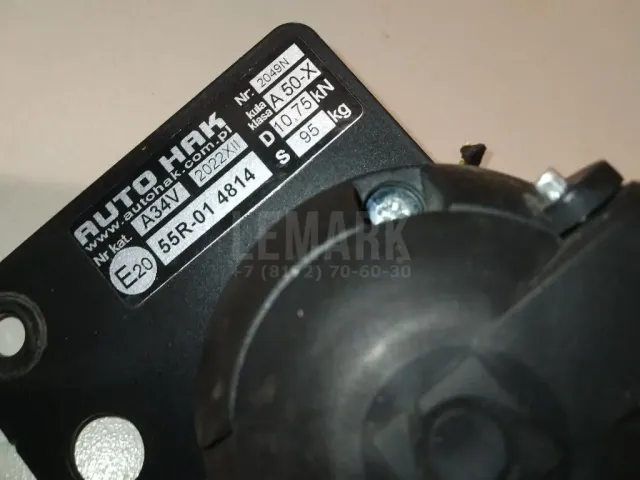 AUTO HAK
www.autohak.com.pl
Nr kat. A34V 2022XII
E20 55R-01 4814
Nr. 2049N
kula klasa A 50-X
D 10,75 kN
S 95 kg
LEMARK
+7 (8172) 70-60-30